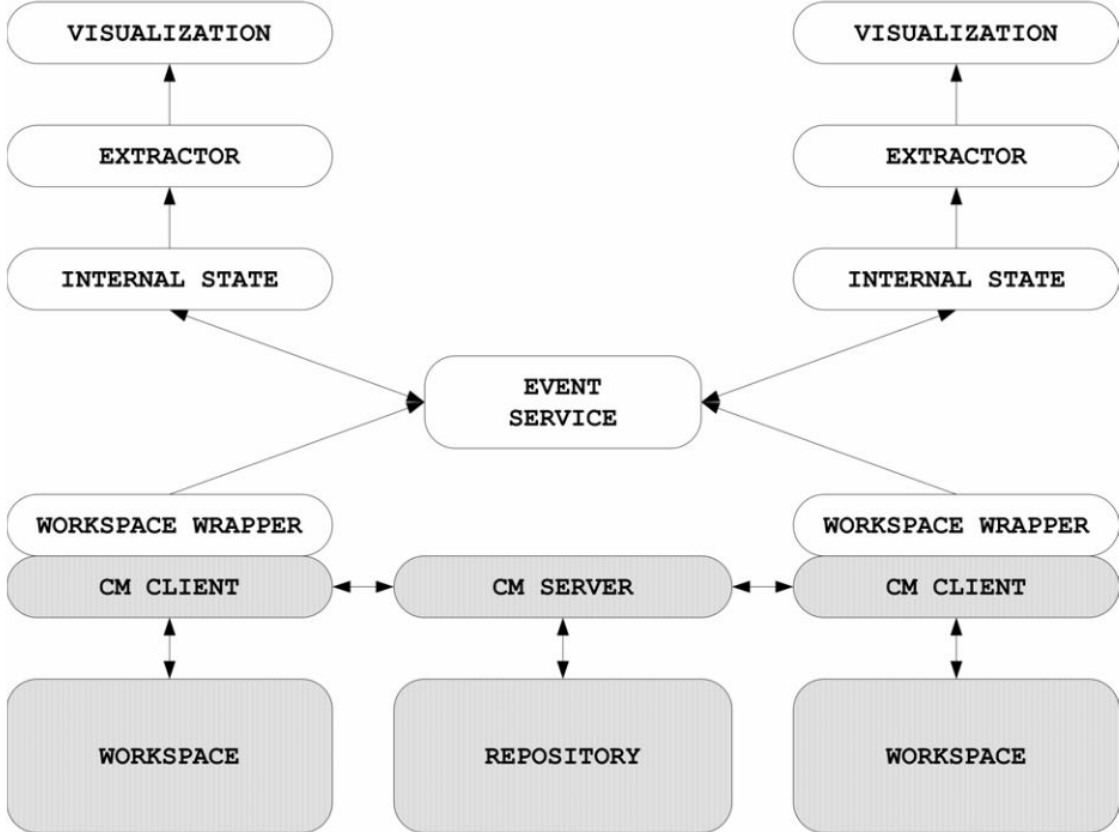 VISUALIZATION
VISUALIZATION
EXTRACTOR
EXTRACTOR
INTERNAL STATE
INTERNAL STATE
EVENT
SERVICE
WORKSPACE WRAPPER
WORKSPACE WRAPPER
CM CLIENT
CM SERVER
CM CLIENT
WORKSPACE
REPOSITORY
WORKSPACE